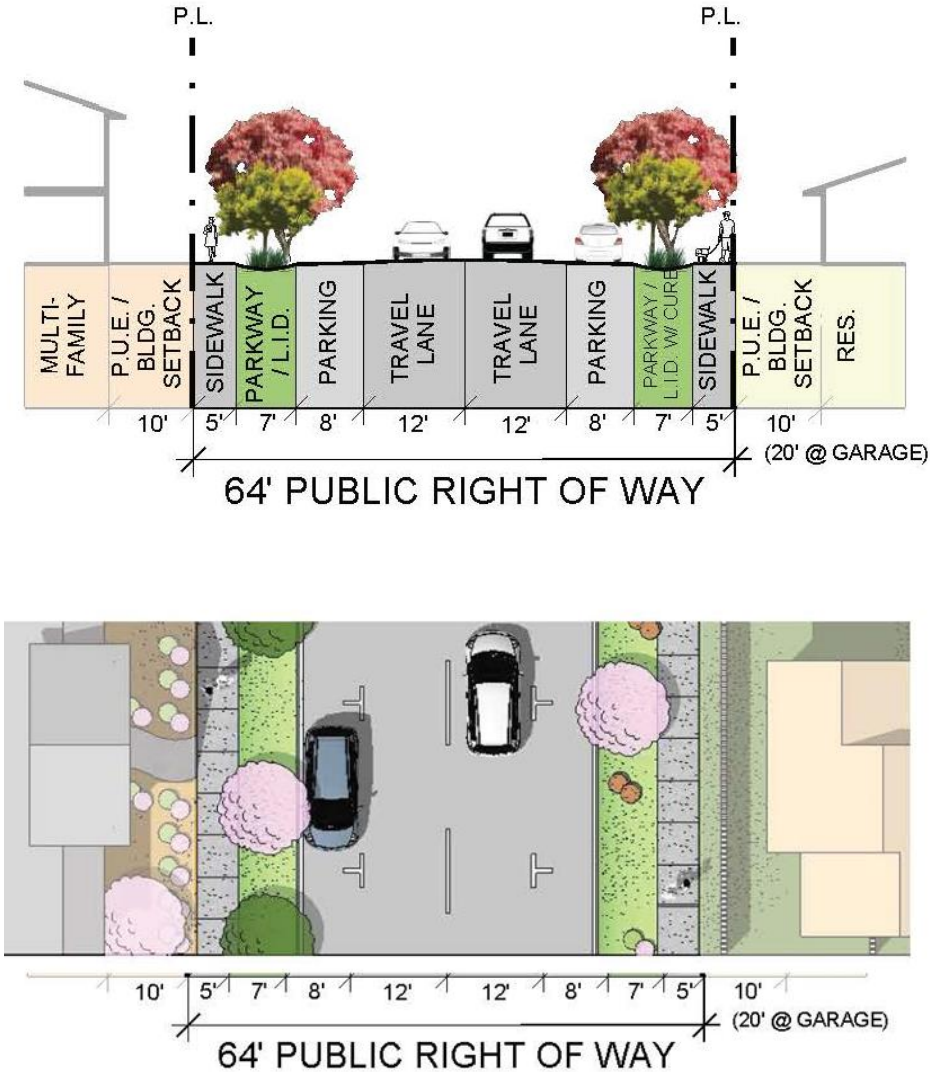 P.L.
P.L.
MULTI-
FAMILY
P.U.E. /
BLDG.
SETBACK
SIDEWALK
PARKWAY
/ L.I.D.
PARKING
TRAVEL
LANE
TRAVEL
LANE
PARKING
PARKWAY /
L.I.D. W CURB
SIDEWALK
P.U.E. /
BLDG.
SETBACK
RES.
10' 5' 7' 8' 12' 12' 8' 7' 5' 10'
(20' @ GARAGE)
64' PUBLIC RIGHT OF WAY
10' 5' 7' 8' 12' 12' 8' 7' 5' 10'
(20' @ GARAGE)
64' PUBLIC RIGHT OF WAY